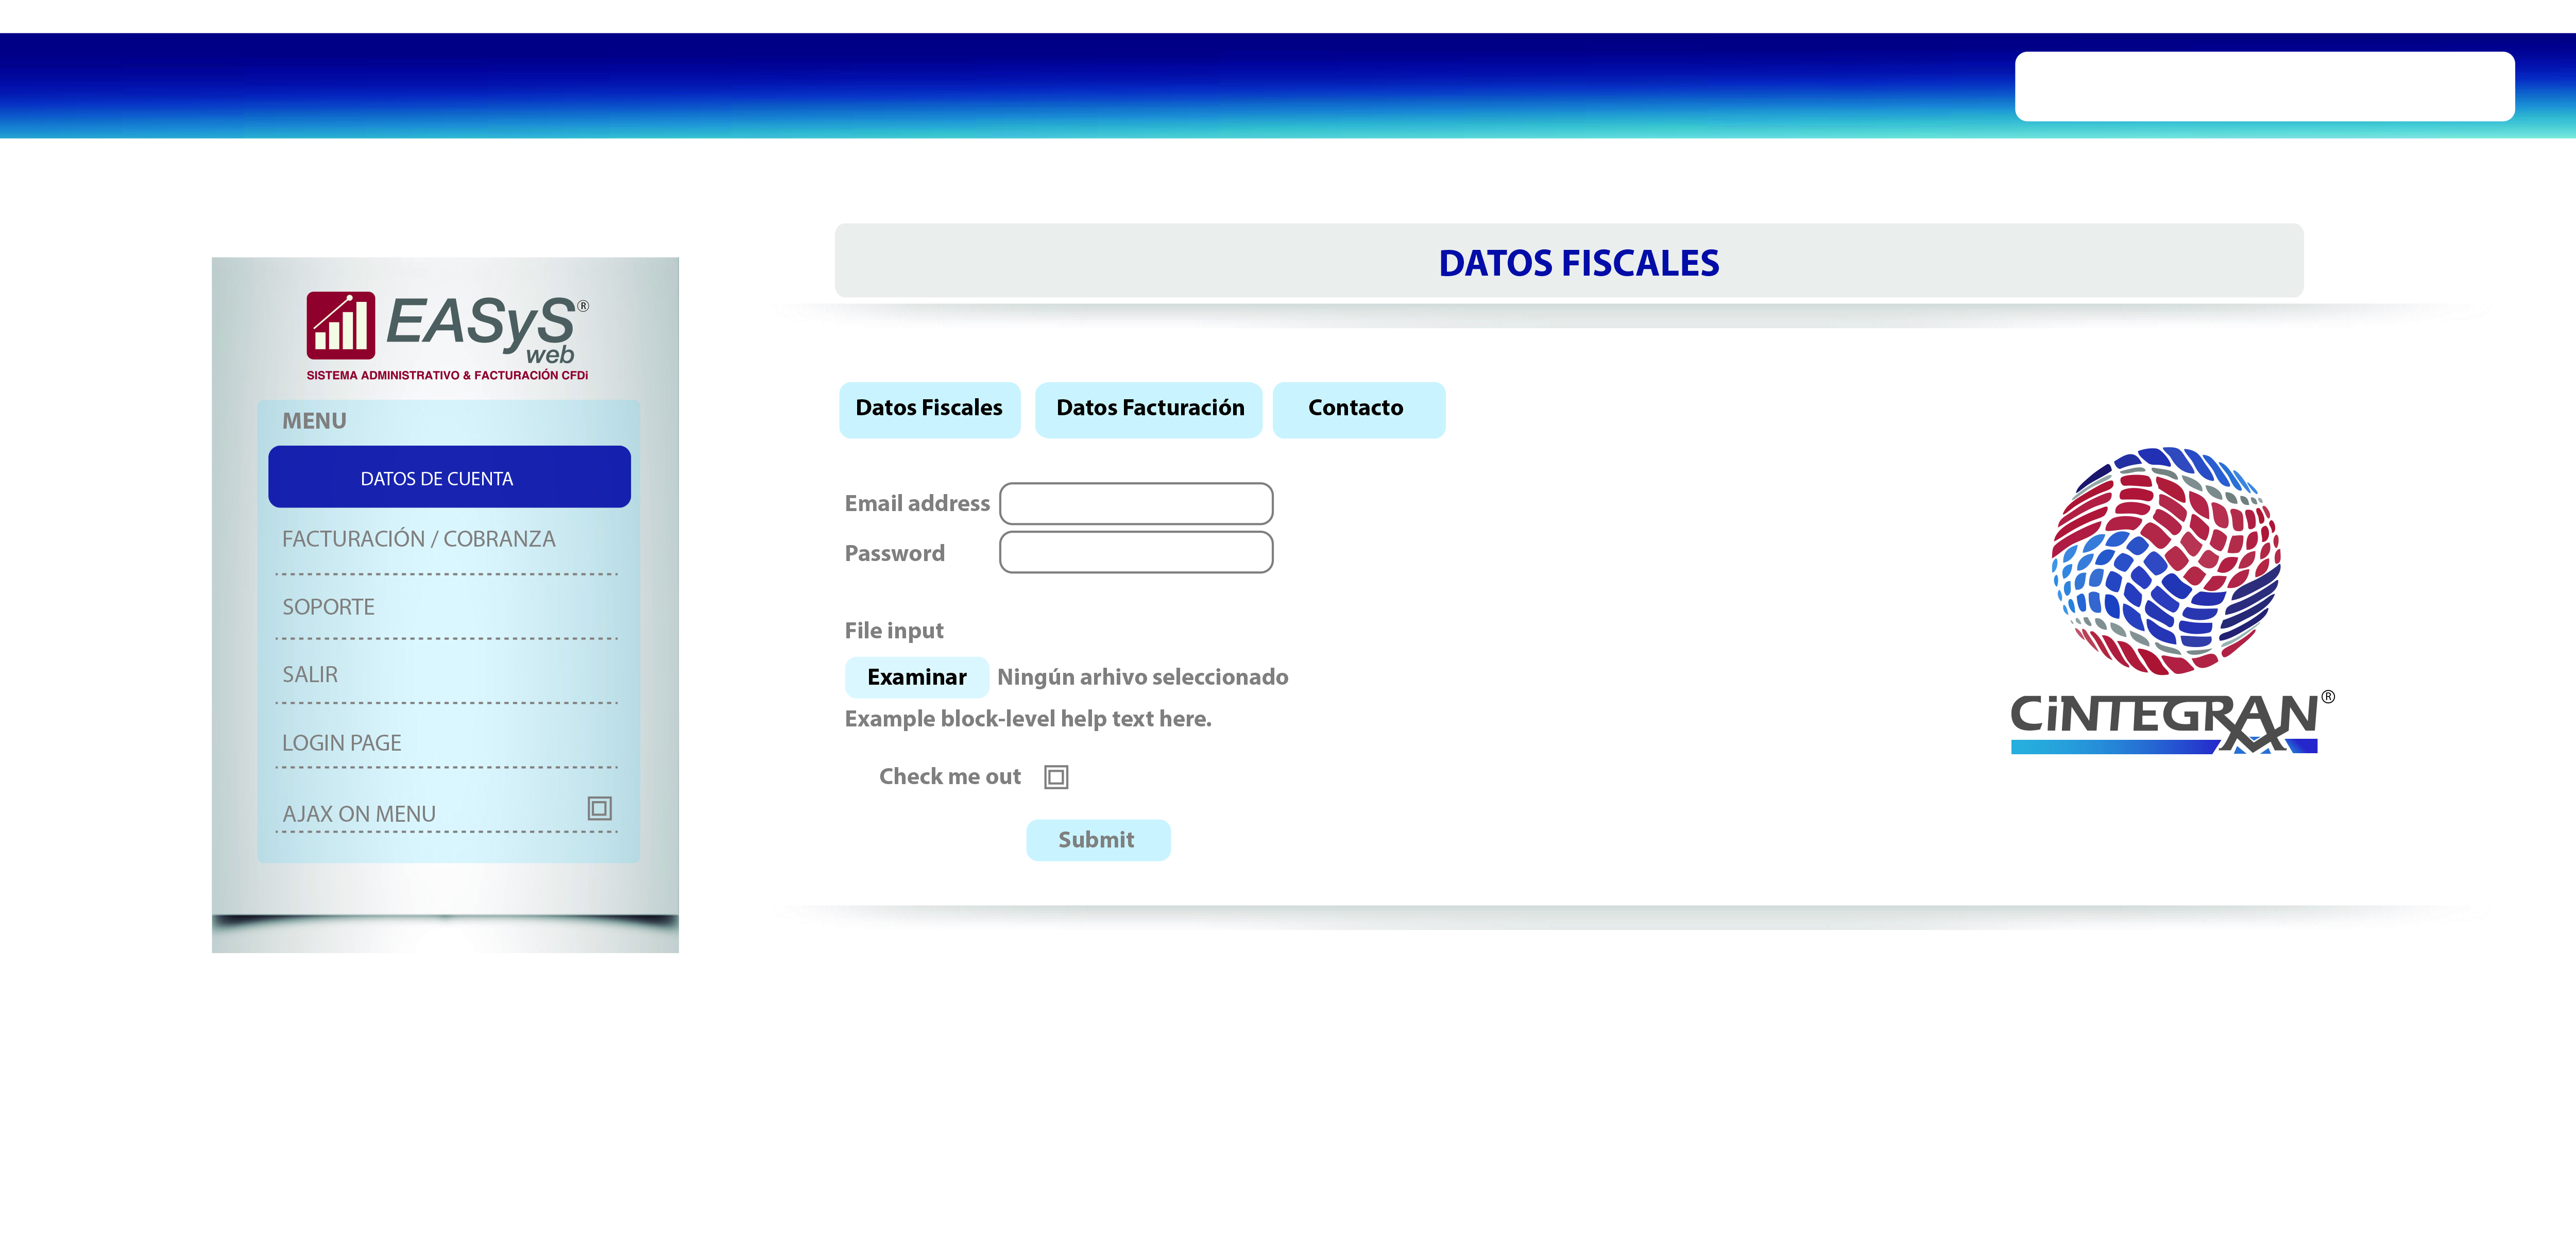 DATOS FISCALES
EASyS®
web
SISTEMA ADMINISTRATIVO & FACTURACIÓN CFDi
MENU
DATOS DE CUENTA
FACTURACIÓN / COBRANZA
SOPORTE
SALIR
LOGIN PAGE
AJAX ON MENU
Datos Fiscales
Datos Facturación
Contacto
Email address
Password
File input
Examinar Ningún arhivo seleccionado
Example block-level help text here.
Check me out
Submit
CiNTEGRAN®